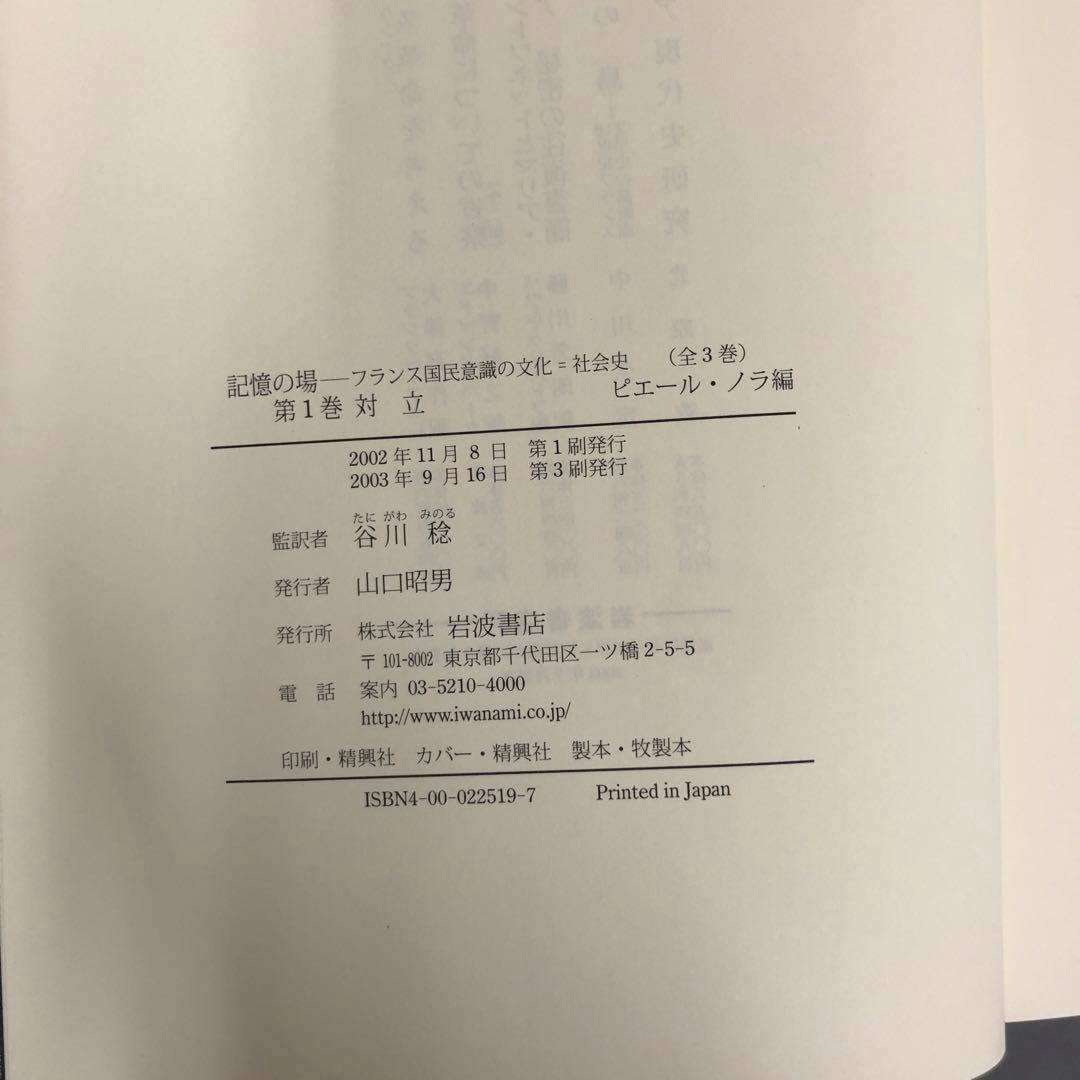 記憶の場――フランス国民意識の文化＝社会史　（全3巻）
第1巻 対　立　ピエール・ノラ編
2002年11月8日　第1刷発行
2003年9月16日　第3刷発行
たに がわ みのる
監訳者　谷川 稔
発行者　山口昭男
発行所　株式会社 岩波書店
〒101-8002 東京都千代田区一ツ橋2-5-5
電　話　案内 03-5210-4000
http://www.iwanami.co.jp/
印刷・精興社　カバー・精興社　製本・牧製本
ISBN4-00-022519-7　Printed in Japan